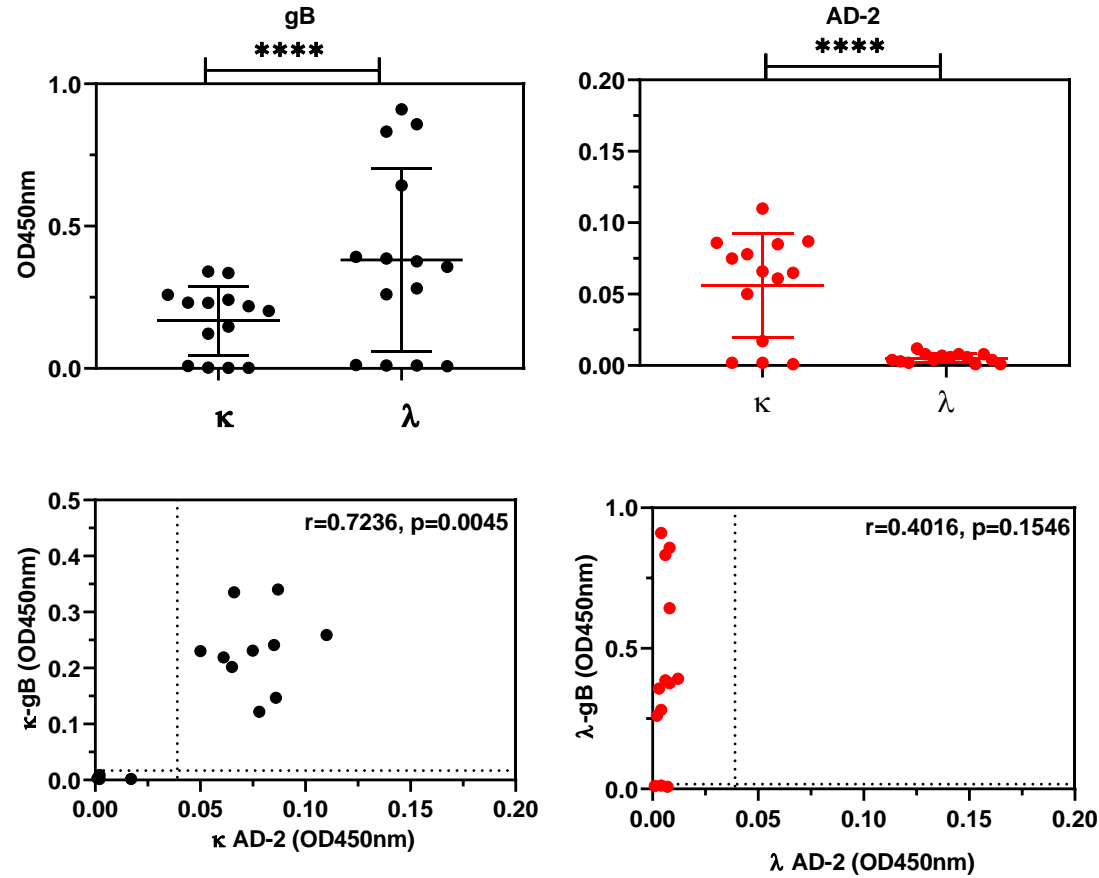 gB
****
OD450nm
1.0
0.5
0.0
κ
λ
AD-2
****
0.20
0.15
0.10
0.05
0.00
κ
λ
r=0.7236, p=0.0045
κ-gB (OD450nm)
0.5
0.4
0.3
0.2
0.1
0.0
0.00 0.05 0.10 0.15 0.20
κ AD-2 (OD450nm)
r=0.4016, p=0.1546
λ-gB (OD450nm)
1.0
0.5
0.0
0.00 0.05 0.10 0.15 0.20
λ AD-2 (OD450nm)